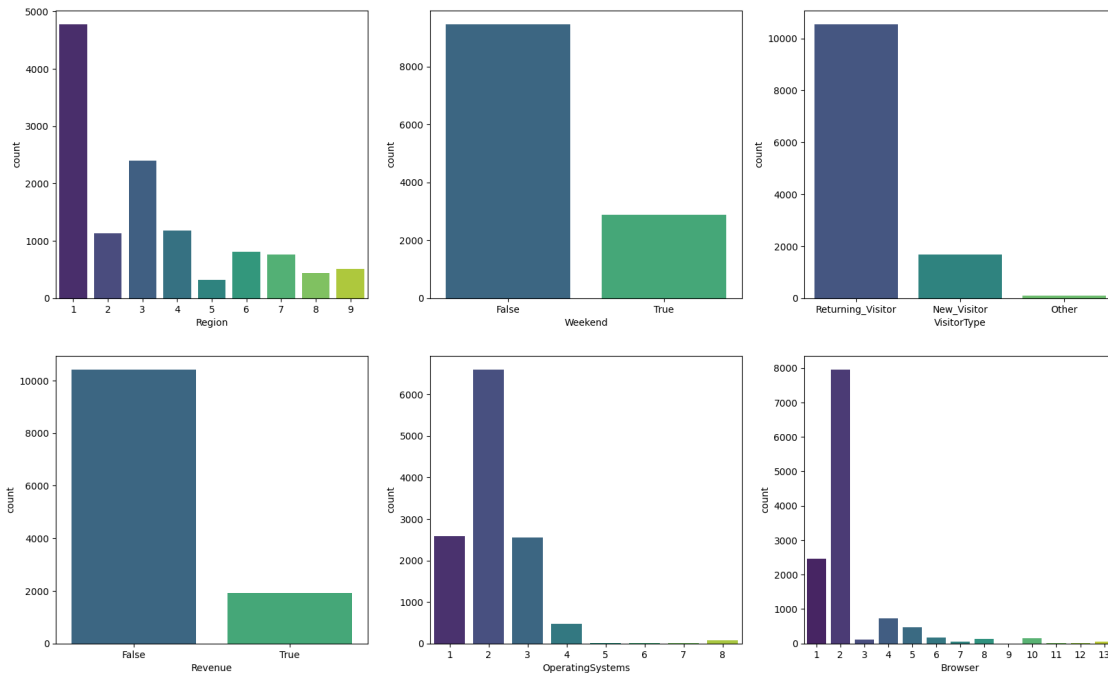 5000
4000
3000
2000
1000
0
count
1 2 3 4 5 6 7 8 9
Region
8000
6000
4000
2000
0
count
False True
Weekend
10000
8000
6000
4000
2000
0
count
Returning_Visitor New_Visitor Other
VisitorType
10000
8000
6000
4000
2000
0
count
False True
Revenue
6000
5000
4000
3000
2000
1000
0
count
1 2 3 4 5 6 7 8
OperatingSystems
8000
7000
6000
5000
4000
3000
2000
1000
0
count
1 2 3 4 5 6 7 8 9 10 11 12 13
Browser